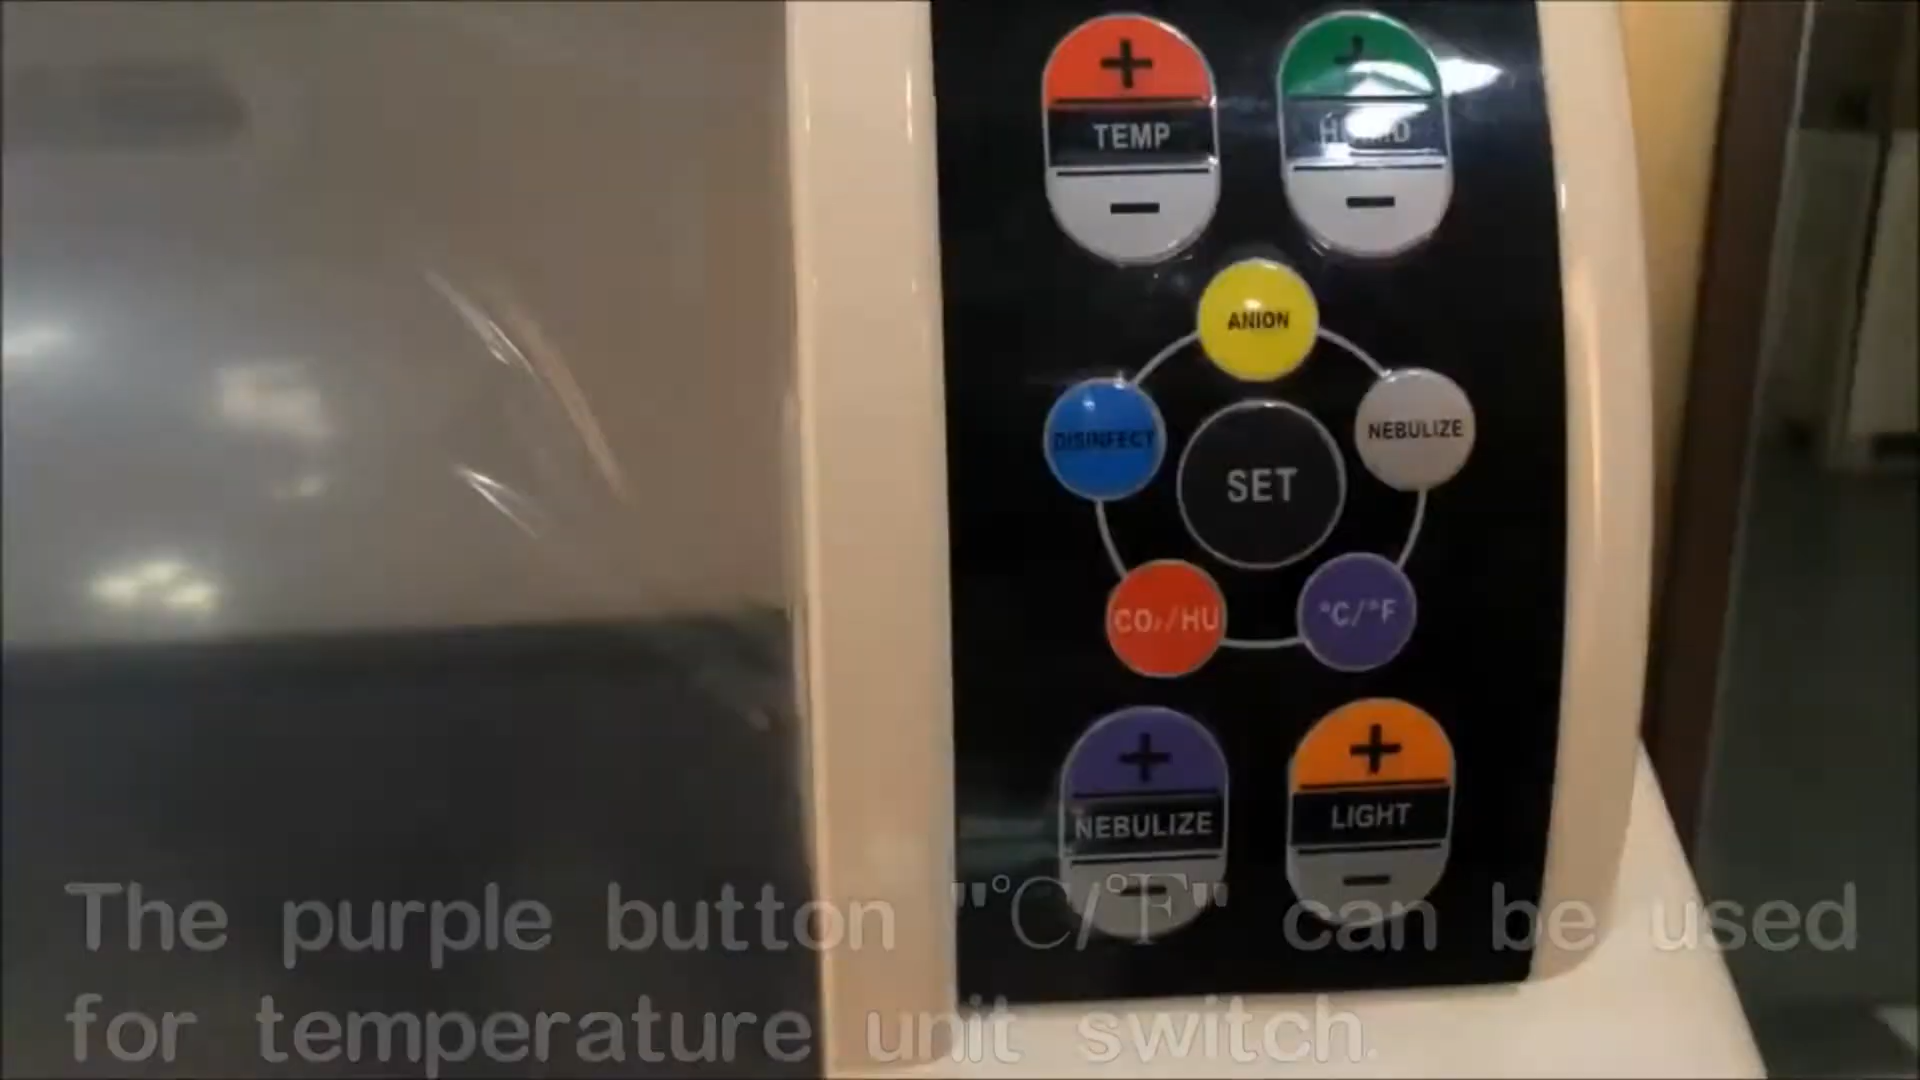 + +
TEMP HUMID
- -
ANION
DISINFECT NEBULIZE
SET
CO₂/HU °C/°F
+ +
NEBULIZE LIGHT
- -
The purple button "℃/℉" can be used
for temperature unit switch.